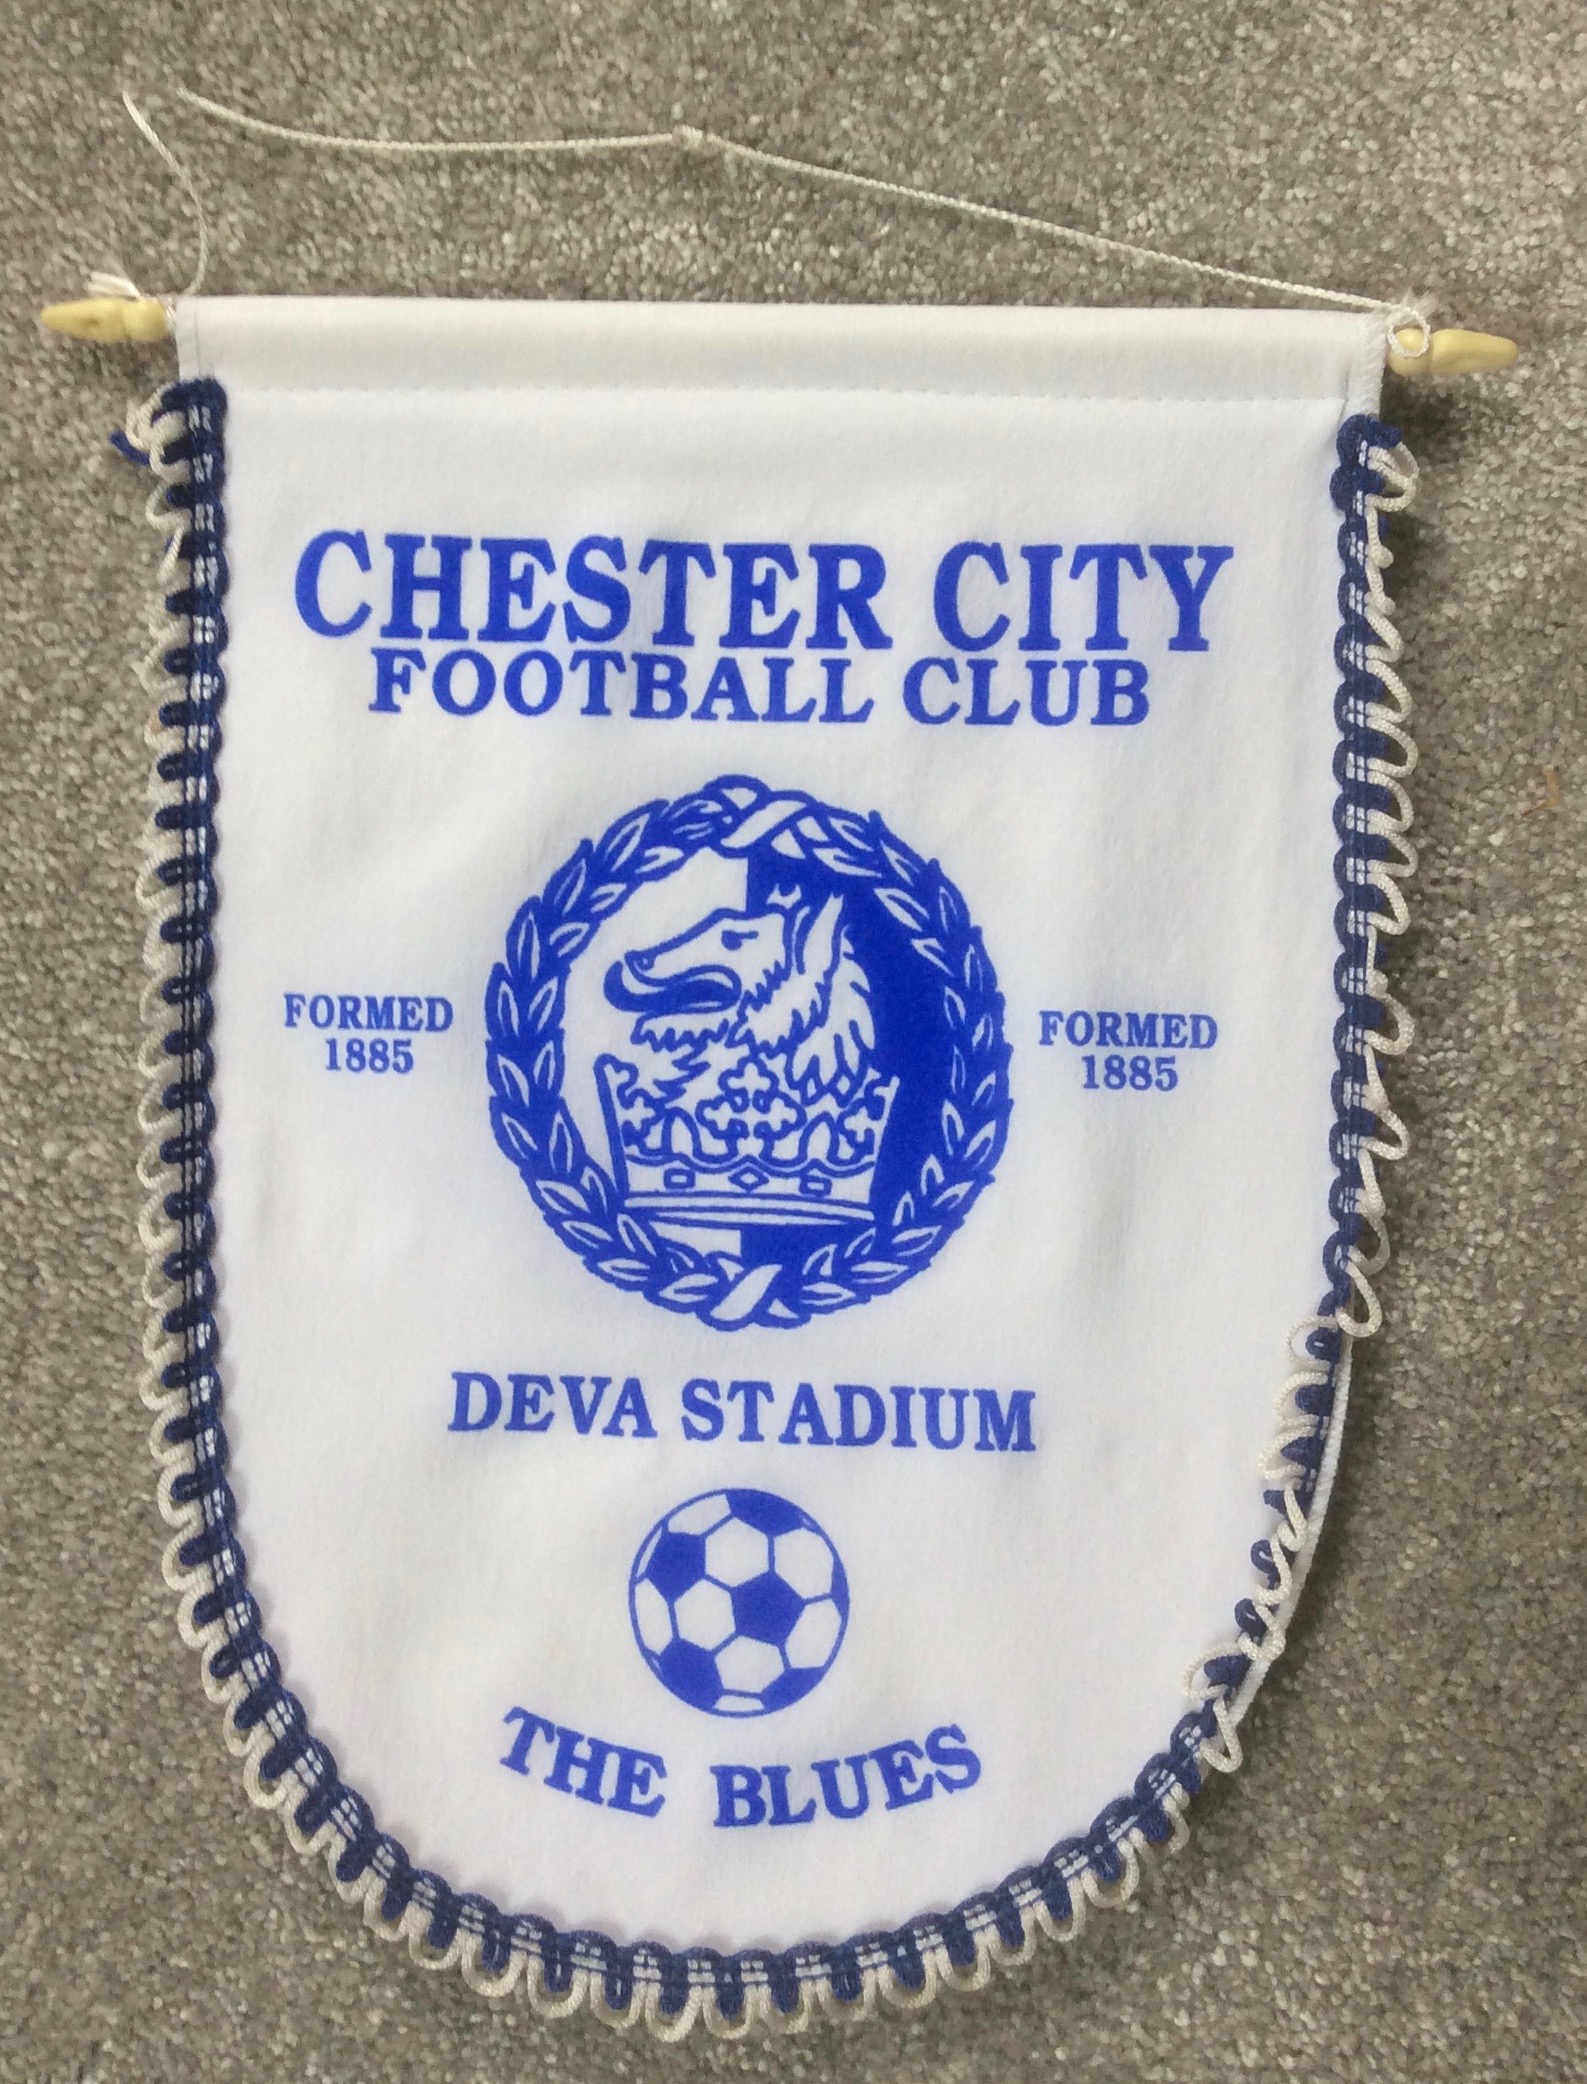 CHESTER CITY
FOOTBALL CLUB
FORMED
1885
FORMED
1885
DEVA STADIUM
THE BLUES